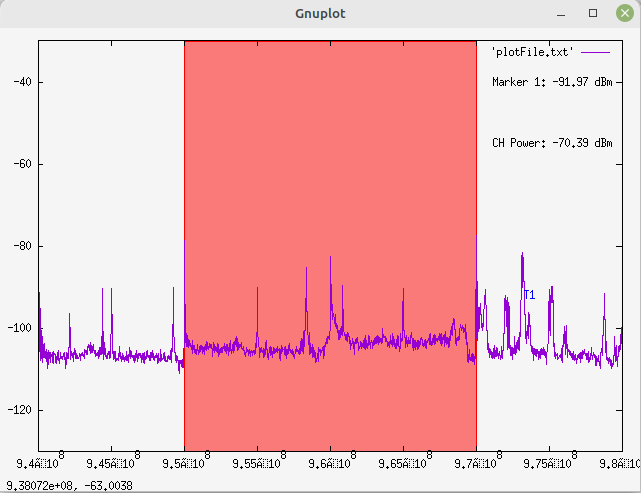 Gnuplot
'plotFile.txt'
-40
Marker 1: -91.97 dBm
CH Power: -70.39 dBm
-60
-80
T1
-100
-120
9.4Ã10 8 9.45Ã10 8 9.5Ã10 8 9.55Ã10 8 9.6Ã10 8 9.65Ã10 8 9.7Ã10 8 9.75Ã10 8 9.8Ã10 8
9.38072e+08, -63.0038